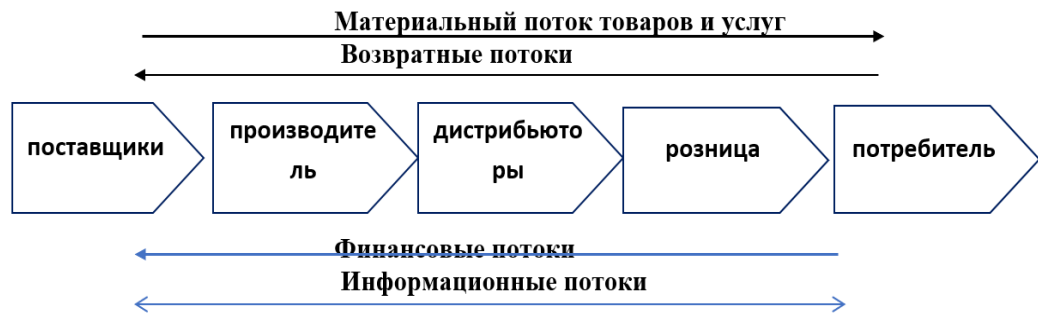 Материальный поток товаров и услуг
Возвратные потоки
поставщики
производите
ль
дистрибьюто
ры
розница
потребитель
Финансовые потоки
Информационные потоки